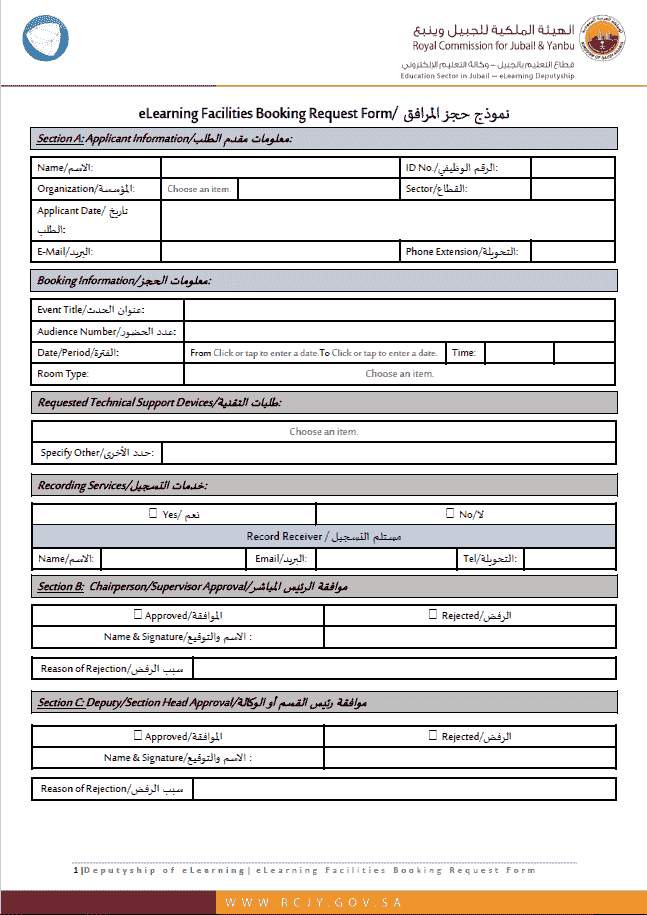 الهيئة الملكية للجبيل وينبع
Royal Commission for Jubail & Yanbu
قطاع التعليم بالجبيل – وكالة التعليم الإلكتروني
Education Sector in Jubail – eLearning Deputyship
eLearning Facilities Booking Request Form/ نموذج حجز المرافق
Section A: Applicant Information/معلومات مقدم الطلب:
Name/الاسم: ID No./الرقم الوظيفي:
Organization/المؤسسة: Choose an item. Sector/القطاع:
Applicant Date/ تاريخ
الطلب:
E-Mail/البريد: Phone Extension/التحويلة:
Booking Information/معلومات الحجز:
Event Title/عنوان الحدث:
Audience Number/عدد الحضور:
Date/Period/الفترة: From Click or tap to enter a date.To Click or tap to enter a date. Time:
Room Type: Choose an item.
Requested Technical Support Devices/طلبات التقنية:
Choose an item.
Specify Other/حدد الأخرى:
Recording Services/خدمات التسجيل:
☐ Yes/ نعم ☐ No/لا
Record Receiver / مستلم التسجيل
Name/الاسم: Email/البريد: Tel/التحويلة:
Section B: Chairperson/Supervisor Approval/موافقة الرئيس المباشر
☐ Approved/الموافقة ☐ Rejected/الرفض
Name & Signature/الاسم والتوقيع :
Reason of Rejection/سبب الرفض
Section C: Deputy/Section Head Approval/موافقة رئيس القسم أو الوكالة
☐ Approved/الموافقة ☐ Rejected/الرفض
Name & Signature/الاسم والتوقيع :
Reason of Rejection/سبب الرفض
1|Deputyship of eLearning| eLearning Facilities Booking Request Form
WWW.RCJY.GOV.SA